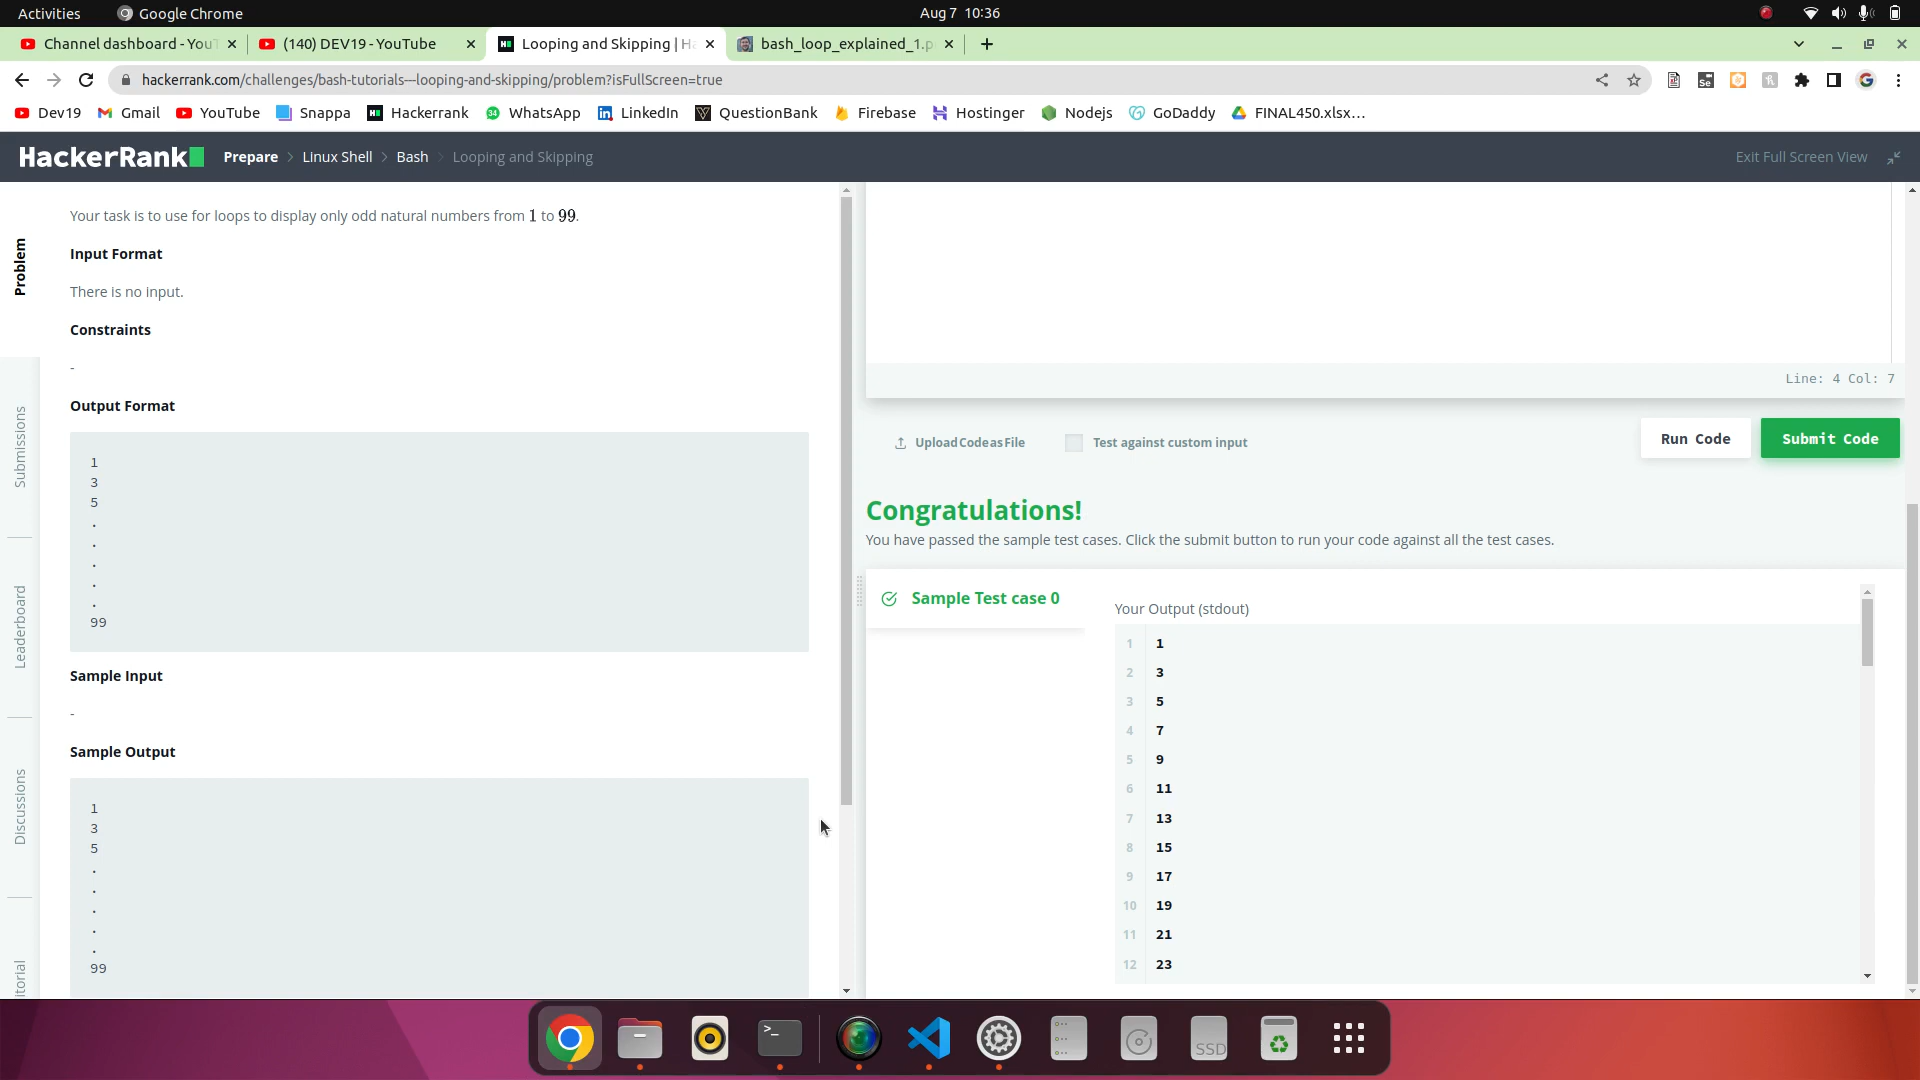 Activities
Google Chrome
Aug 7 10:36
Channel dashboard - YouT
(140) DEV19 - YouTube
Looping and Skipping | Ha
bash_loop_explained_1.p
hackerrank.com/challenges/bash-tutorials---looping-and-skipping/problem?isFullScreen=true
Dev19
Gmail
YouTube
Snappa
Hackerrank
WhatsApp
LinkedIn
QuestionBank
Firebase
Hostinger
Nodejs
GoDaddy
FINAL450.xlsx...
HackerRank
Prepare > Linux Shell > Bash > Looping and Skipping
Exit Full Screen View
Problem
Submissions
Leaderboard
Discussions
itorial
Your task is to use for loops to display only odd natural numbers from 1 to 99.
Input Format
There is no input.
Constraints
-
Output Format
1
3
5
.
.
.
.
.
99
Sample Input
-
Sample Output
1
3
5
.
.
.
.
.
99
Line: 4 Col: 7
Upload Code as File
Test against custom input
Run Code
Submit Code
Congratulations!
You have passed the sample test cases. Click the submit button to run your code against all the test cases.
Sample Test case 0
Your Output (stdout)
1 1
2 3
3 5
4 7
5 9
6 11
7 13
8 15
9 17
10 19
11 21
12 23
SSD